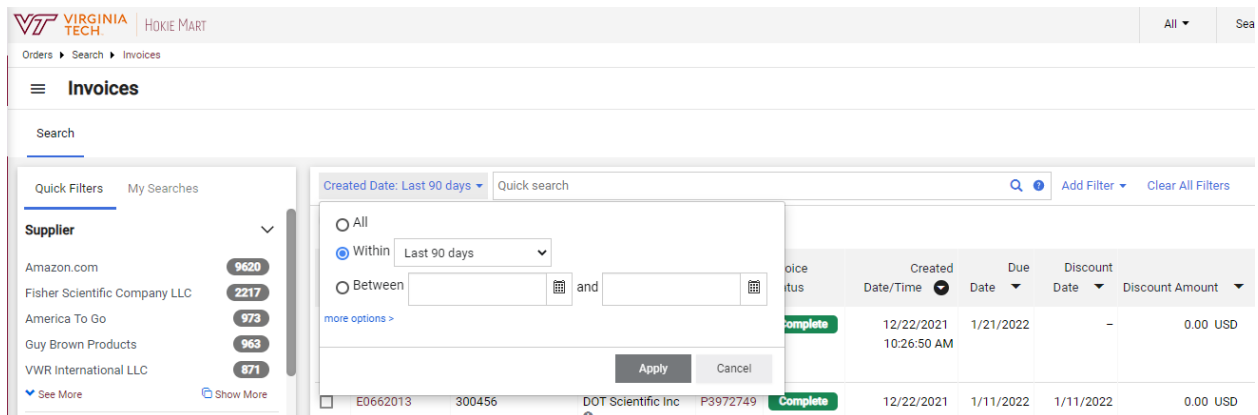 VT VIRGINIA TECH. HOKIE MART
All
Orders Search Invoices
Invoices
Search
Quick Filters My Searches
Supplier
Amazon.com 9620
Fisher Scientific Company LLC 2217
America To Go 973
Guy Brown Products 963
VWR International LLC 871
See More Show More
Created Date: Last 90 days Quick search ? Add Filter Clear All Filters
All
Within Last 90 days
Between and
more options >
Apply Cancel
Created Date/Time Due Date Discount Date Discount Amount
12/22/2021 1/21/2022 – 0.00 USD
10:26:50 AM
E0662013 300456 DOT Scientific Inc P3972749 Complete 12/22/2021 1/11/2022 1/11/2022 0.00 USD